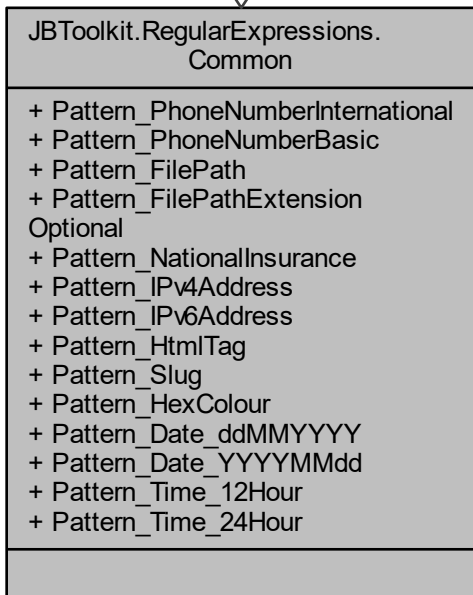 JBToolkit.RegularExpressions.
Common
+ Pattern_PhoneNumberInternational
+ Pattern_PhoneNumberBasic
+ Pattern_FilePath
+ Pattern_FilePathExtension
Optional
+ Pattern_NationalInsurance
+ Pattern_IPv4Address
+ Pattern_IPv6Address
+ Pattern_HtmlTag
+ Pattern_Slug
+ Pattern_HexColour
+ Pattern_Date_ddMMYYYY
+ Pattern_Date_YYYYMMdd
+ Pattern_Time_12Hour
+ Pattern_Time_24Hour